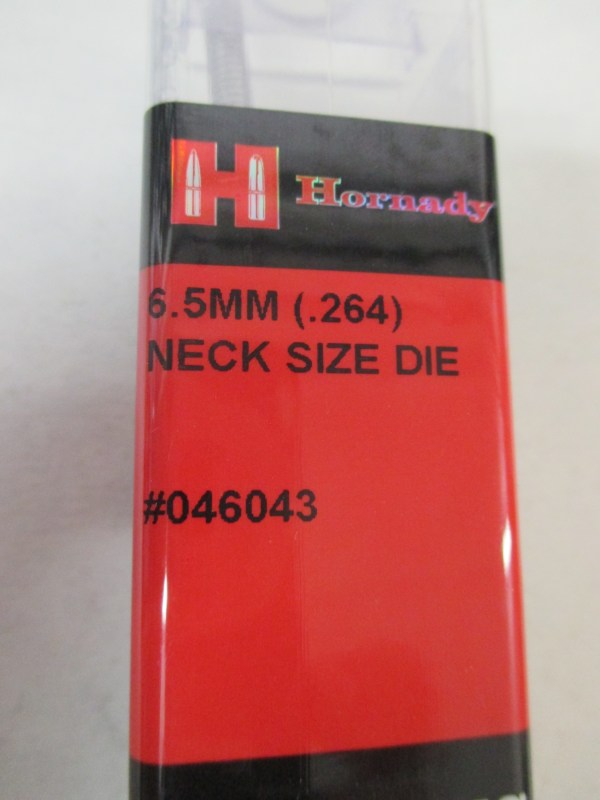 H Hornady
6.5MM (.264)
NECK SIZE DIE
#046043